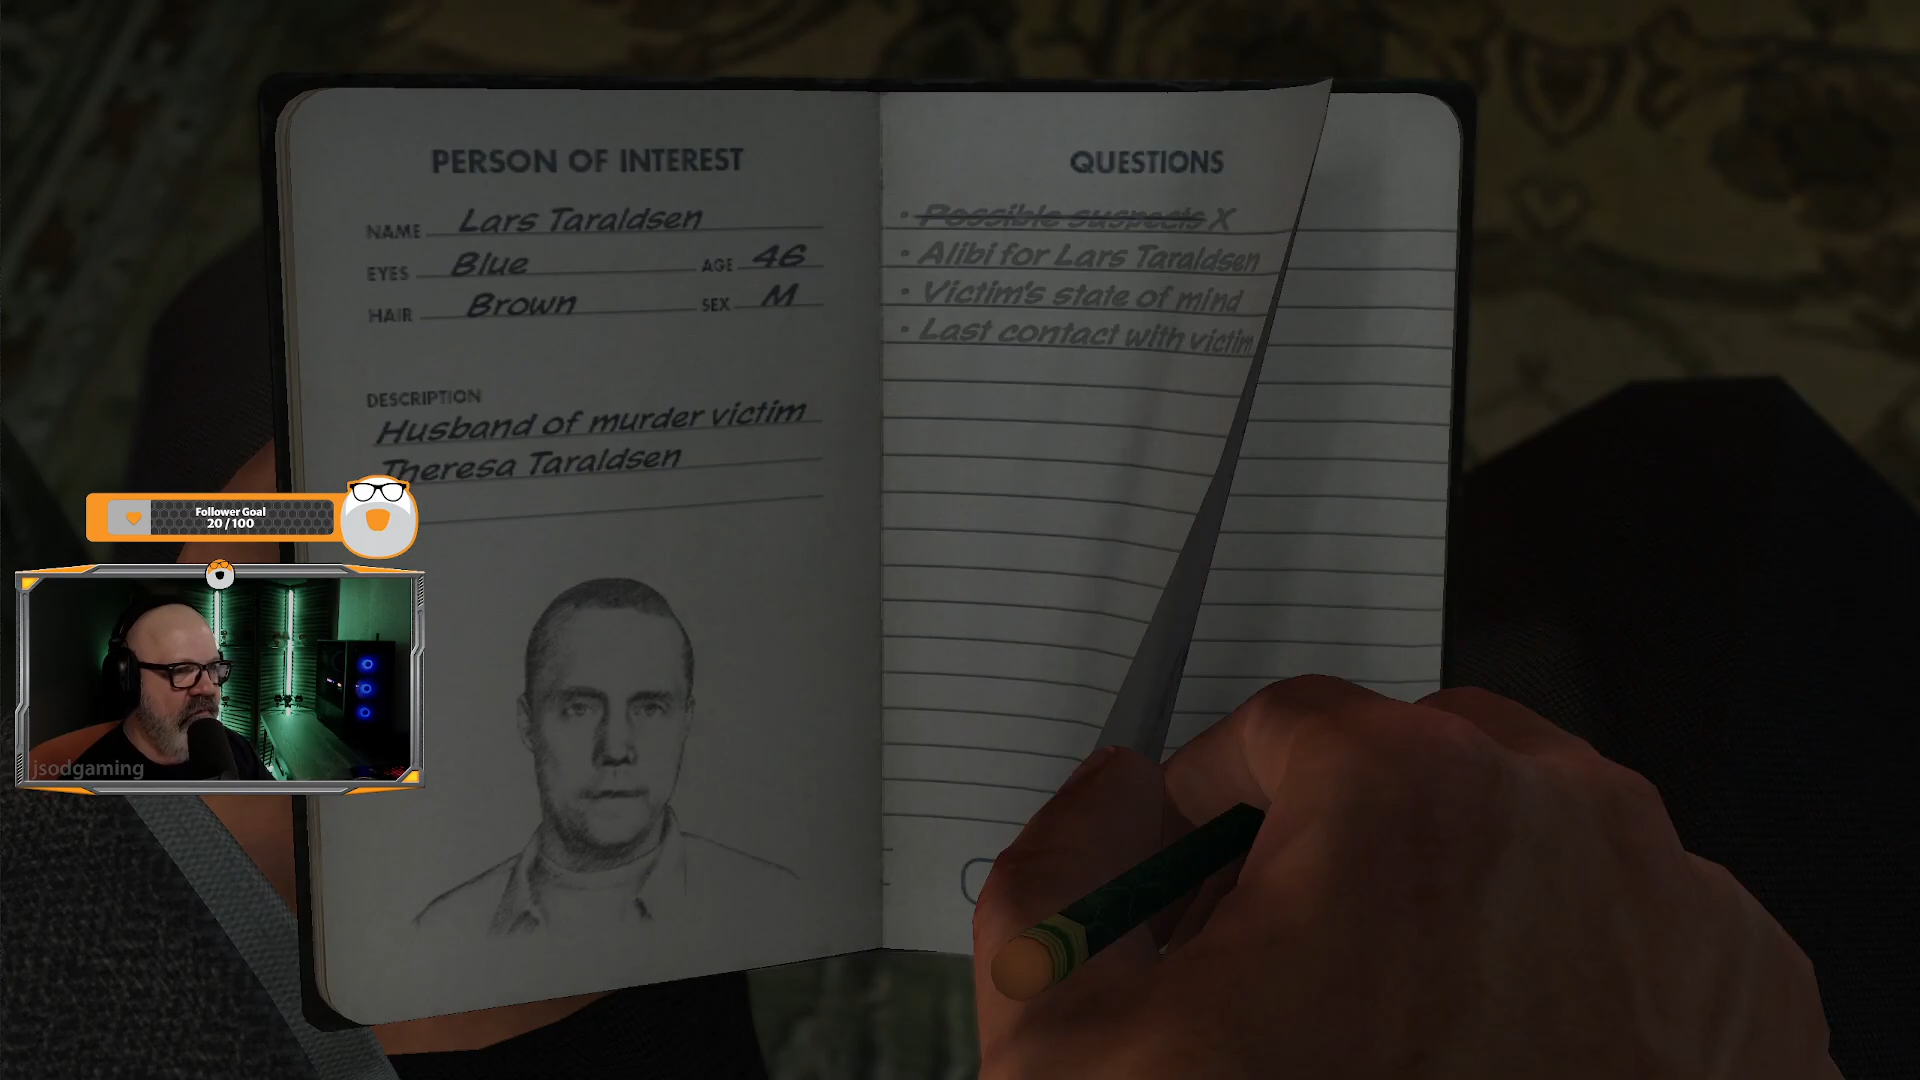 PERSON OF INTEREST
NAME Lars Taraldsen
EYES Blue AGE 46
HAIR Brown SEX M
DESCRIPTION
Husband of murder victim
Theresa Taraldsen
QUESTIONS
• Possible suspects X
• Alibi for Lars Taraldsen
• Victim's state of mind
• Last contact with victim
Follower Goal
20 / 100
jsodgaming